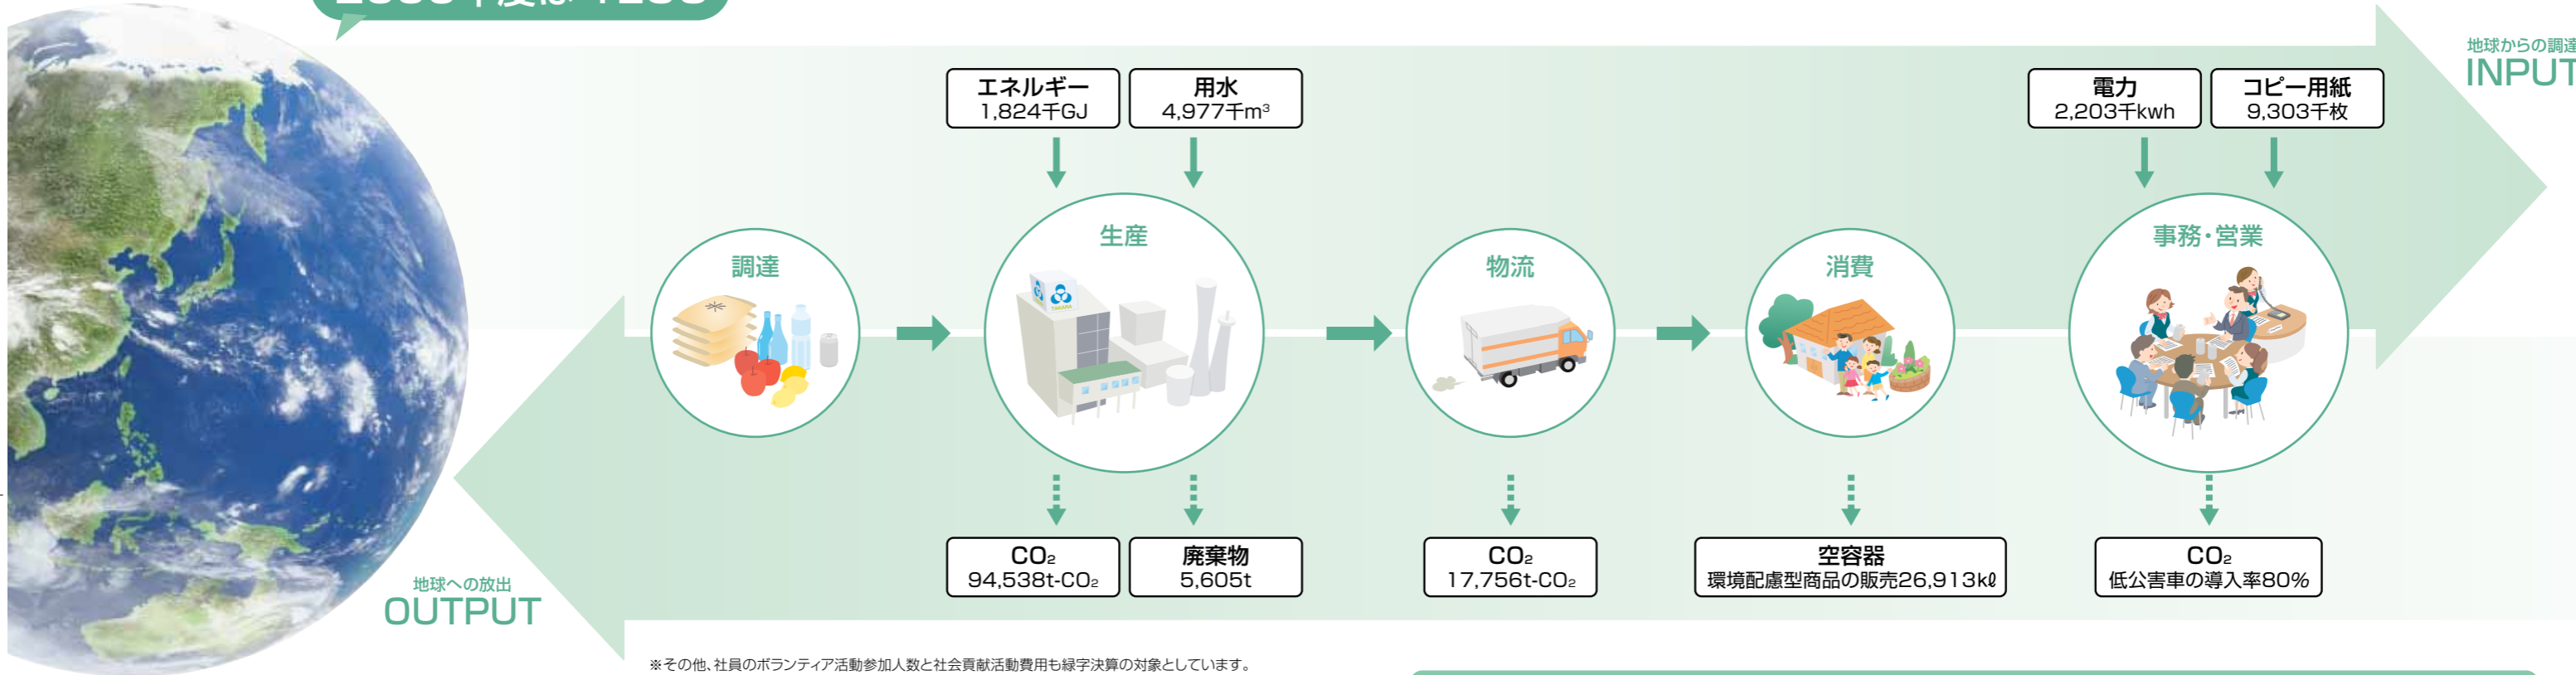 地球からの調達
INPUT
エネルギー
1,824千GJ
用水
4,977千m³
電力
2,203千kwh
コピー用紙
9,303千枚
調達
生産
物流
消費
事務・営業
CO₂
94,538t-CO₂
廃棄物
5,605t
CO₂
17,756t-CO₂
空容器
環境配慮型商品の販売26,913kℓ
CO₂
低公害車の導入率80%
地球への放出
OUTPUT
※その他、社員のボランティア活動参加人数と社会貢献活動費用も緑字決算の対象としています。